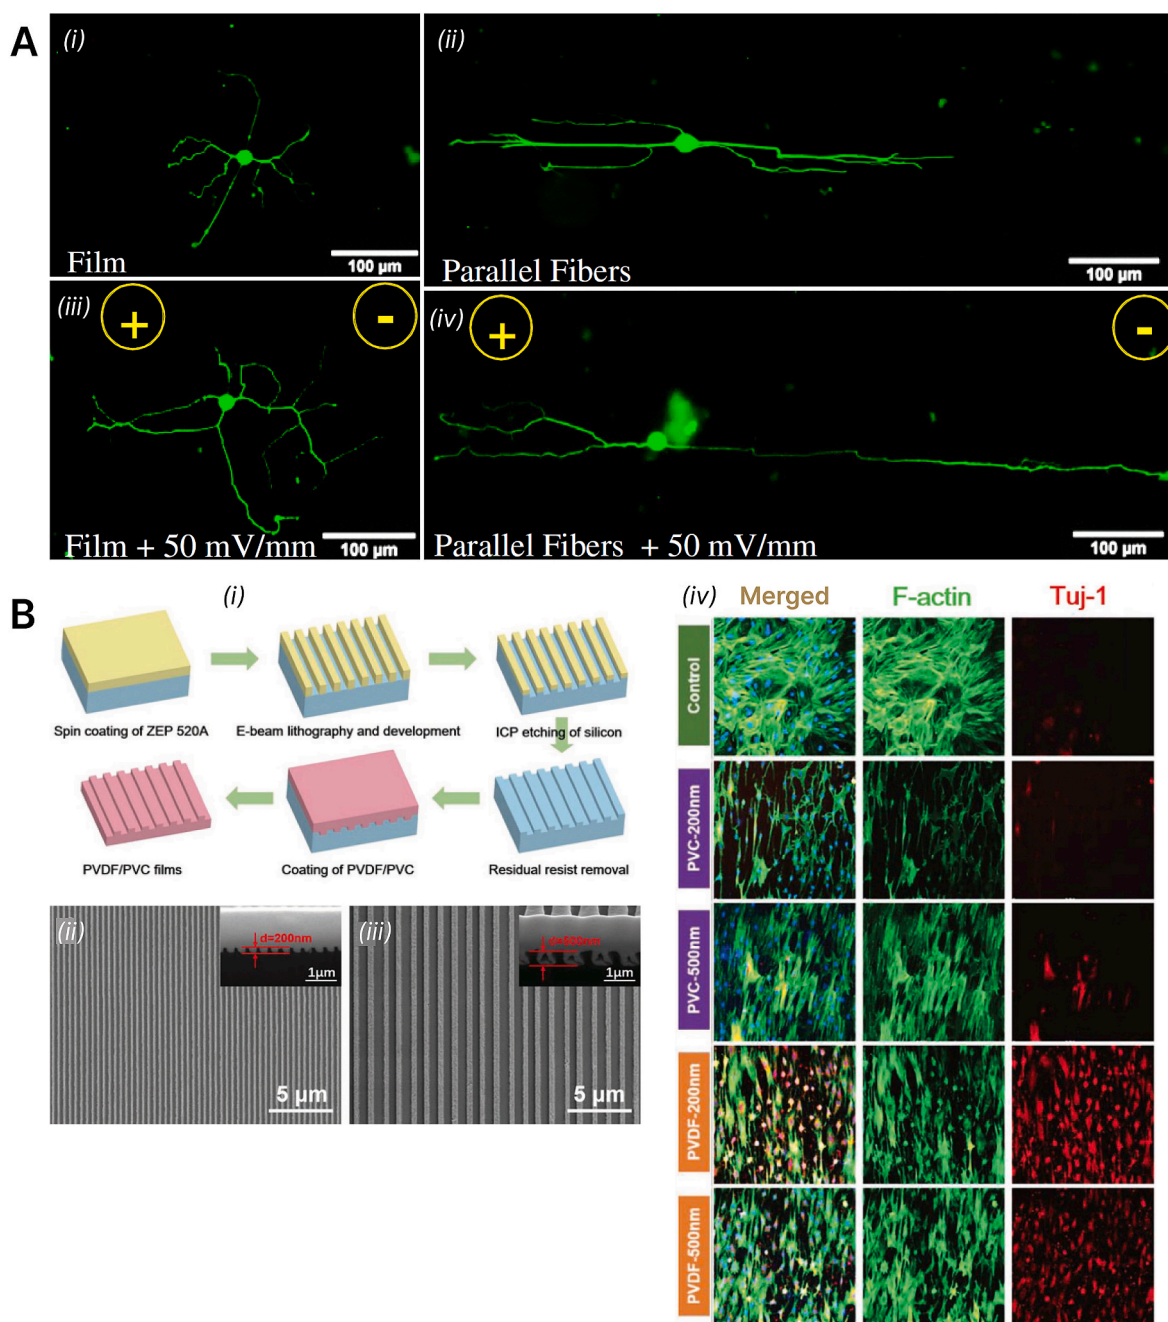 A
(i)
Film
100 µm
(ii)
Parallel Fibers
100 µm
(iii)
+
-
Film + 50 mV/mm
100 µm
(iv)
+
-
Parallel Fibers + 50 mV/mm
100 µm
B
(i)
Spin coating of ZEP 520A
E-beam lithography and development
ICP etching of silicon
PVDF/PVC films
Coating of PVDF/PVC
Residual resist removal
(ii)
d=200nm
1µm
5 µm
(iii)
d=500nm
1µm
5 µm
(iv)
Merged
F-actin
Tuj-1
Control
PVC-200nm
PVC-500nm
PVDF-200nm
PVDF-500nm